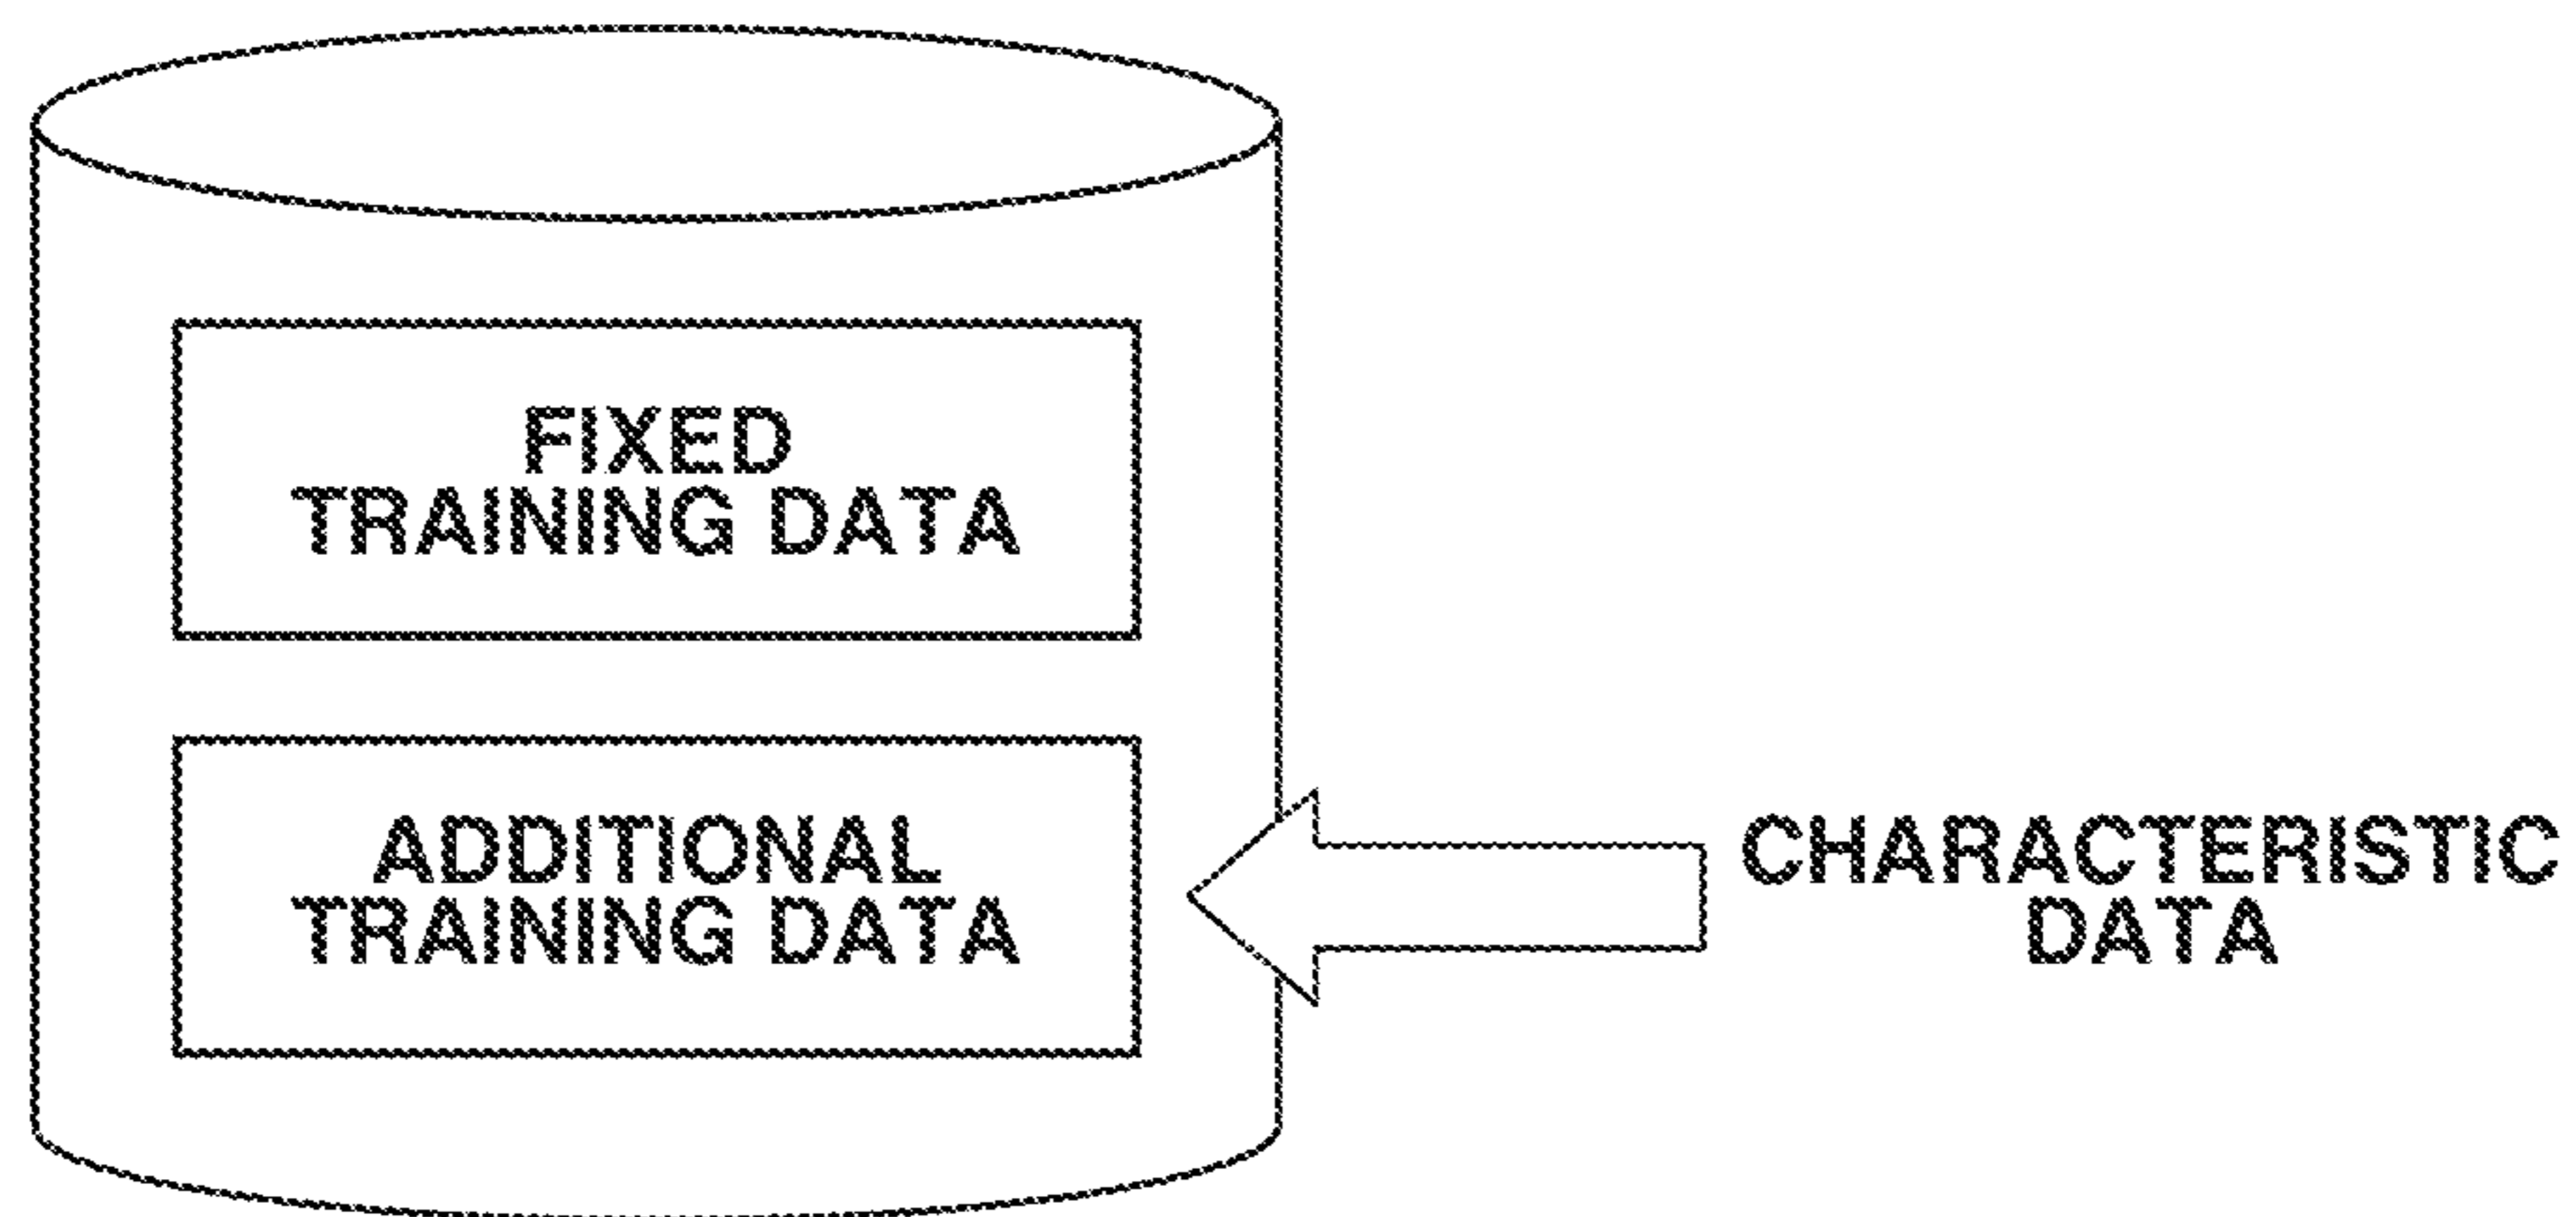 FIXED
TRAINING DATA
ADDITIONAL
TRAINING DATA
CHARACTERISTIC
DATA